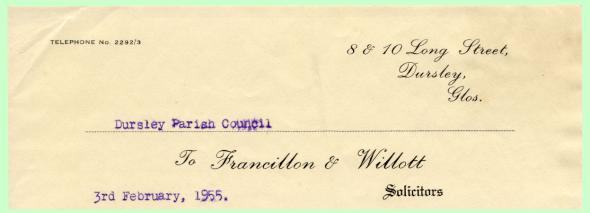 TELEPHONE No. 2292/3
8 & 10 Long Street,
Dursley,
Glos.
Dursley Parish Council
To Francillon & Willott
Solicitors
3rd February, 1955.